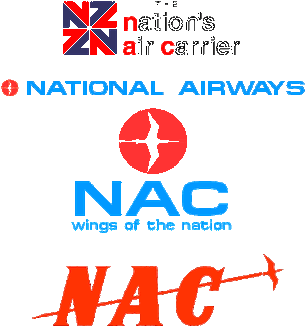 THE
NZ nation's
ZN air carrier
NATIONAL AIRWAYS
NAC
wings of the nation
NAC